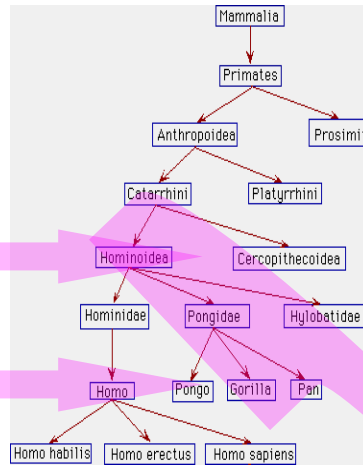 Mammalia
Primates
Anthropoidea Prosimii
Catarrhini Platyrrhini
Hominoidea Cercopithecoidea
Hominidae Pongidae Hylobatidae
Homo Pongo Gorilla Pan
Homo habilis Homo erectus Homo sapiens